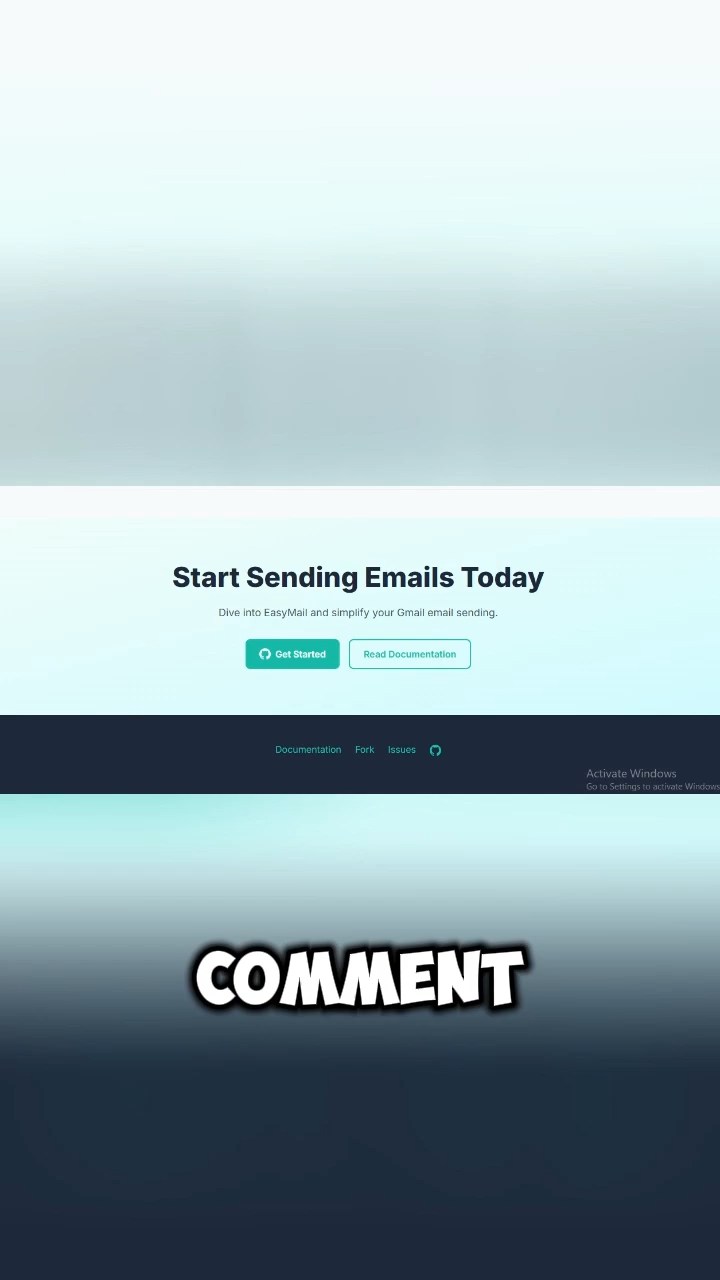 Start Sending Emails Today
Dive into EasyMail and simplify your Gmail email sending.
Get Started
Read Documentation
Documentation
Fork
Issues
Activate Windows
Go to Settings to activate Windows
COMMENT